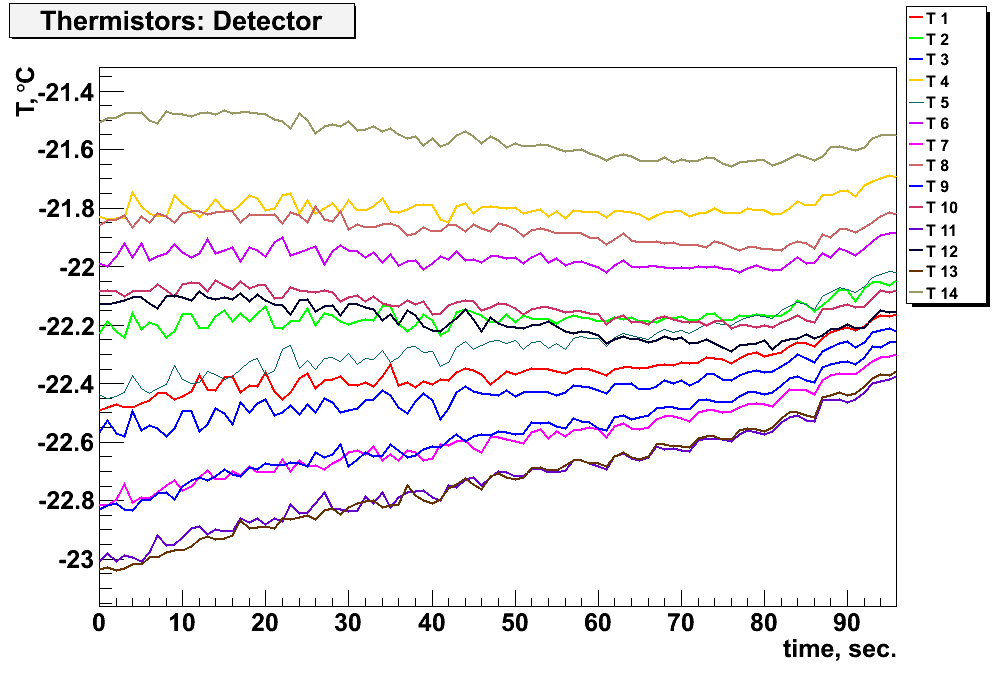 Thermistors: Detector
T, °C
-21.4
-21.6
-21.8
-22
-22.2
-22.4
-22.6
-22.8
-23
0 10 20 30 40 50 60 70 80 90
time, sec.
T 1
T 2
T 3
T 4
T 5
T 6
T 7
T 8
T 9
T 10
T 11
T 12
T 13
T 14